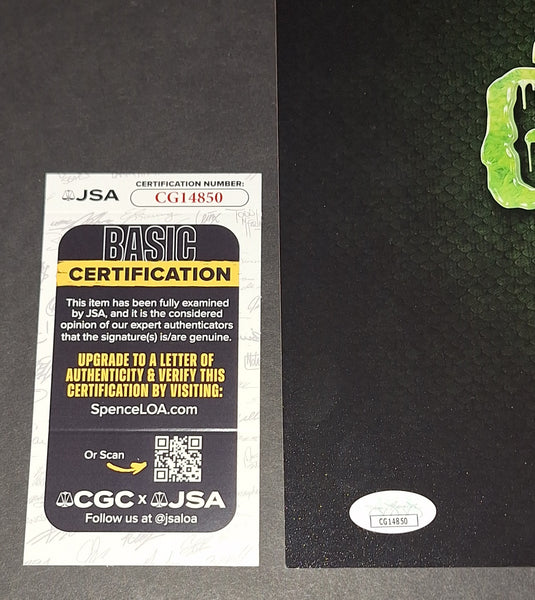 JSA
CERTIFICATION NUMBER:
CG14850
BASIC
CERTIFICATION
This item has been fully examined
by JSA, and it is the considered
opinion of our expert authenticators
that the signature(s) is/are genuine.
UPGRADE TO A LETTER OF
AUTHENTICITY & VERIFY THIS
CERTIFICATION BY VISITING:
SpenceLOA.com
Or Scan
CGC x JSA
Follow us at @jsaloa
CG14850